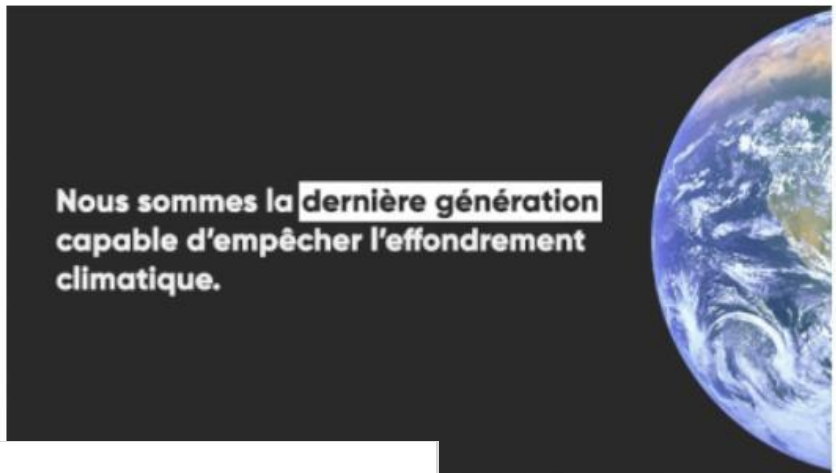 Nous sommes la dernière génération
capable d’empêcher l’effondrement
climatique.